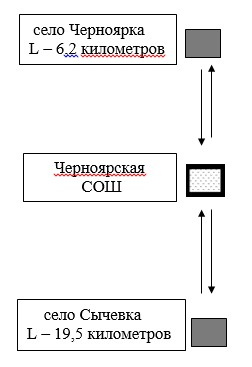 село Черноярка
L – 6,2 километров
Черноярская
СОШ
село Сычевка
L – 19,5 километров